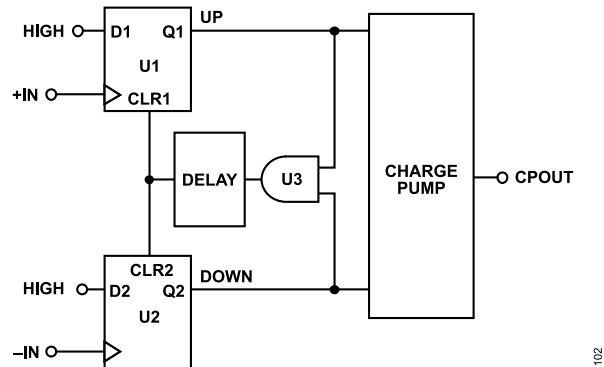 UP
HIGH D1 Q1
U1
+IN
CLR1
DELAY U3 CHARGE
PUMP CPOUT
CLR2 DOWN
HIGH D2 Q2
U2
–IN
102